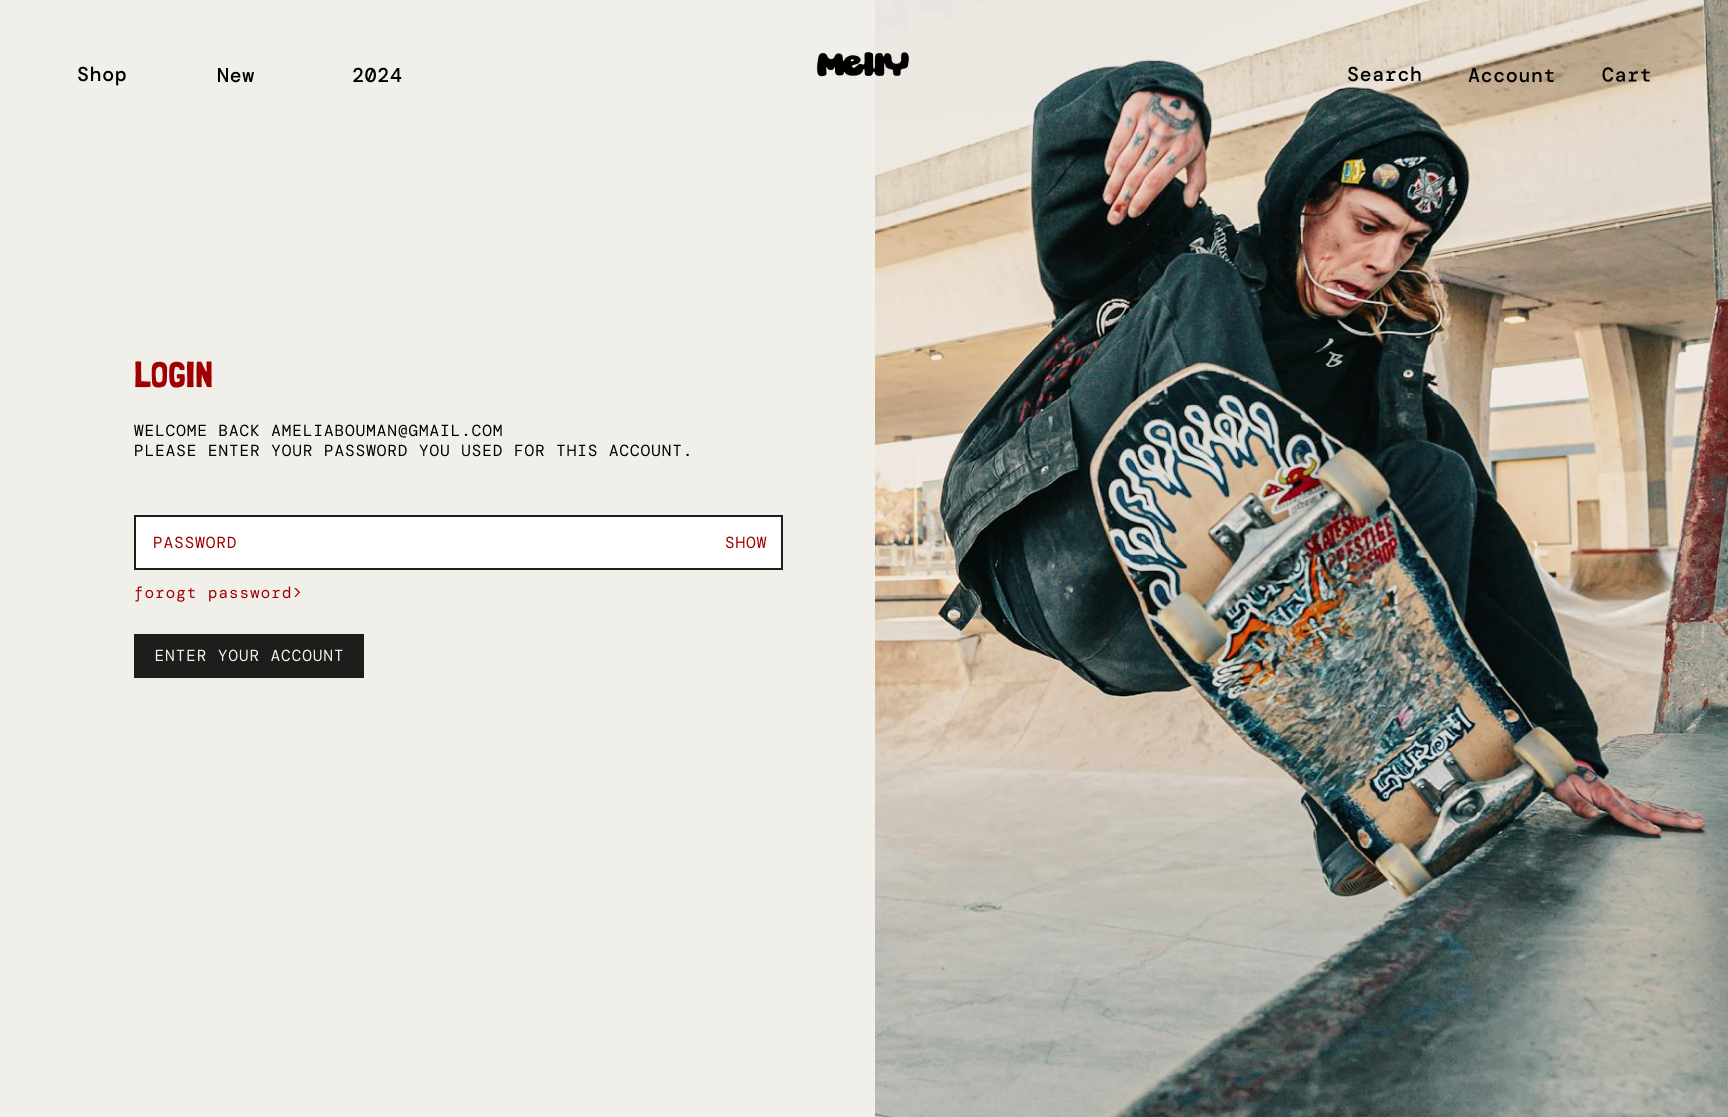 Shop New 2024 Melly Search Account Cart
LOGIN
WELCOME BACK AMELIABOUMAN@GMAIL.COM
PLEASE ENTER YOUR PASSWORD YOU USED FOR THIS ACCOUNT.
PASSWORD SHOW
forogt password>
ENTER YOUR ACCOUNT
B
SKATESHOP
PRESTIGE
SHOP